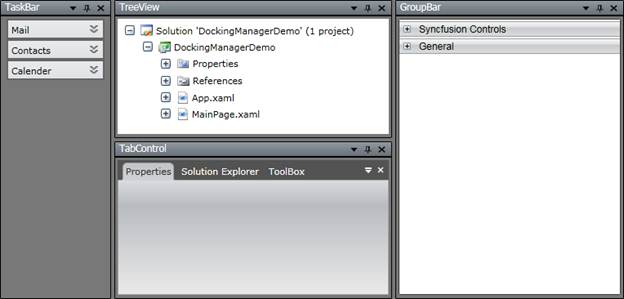 TaskBar
Mail
Contacts
Calender
TreeView
Solution 'DockingManagerDemo' (1 project)
DockingManagerDemo
Properties
References
App.xaml
MainPage.xaml
TabControl
Properties Solution Explorer ToolBox
GroupBar
Syncfusion Controls
General